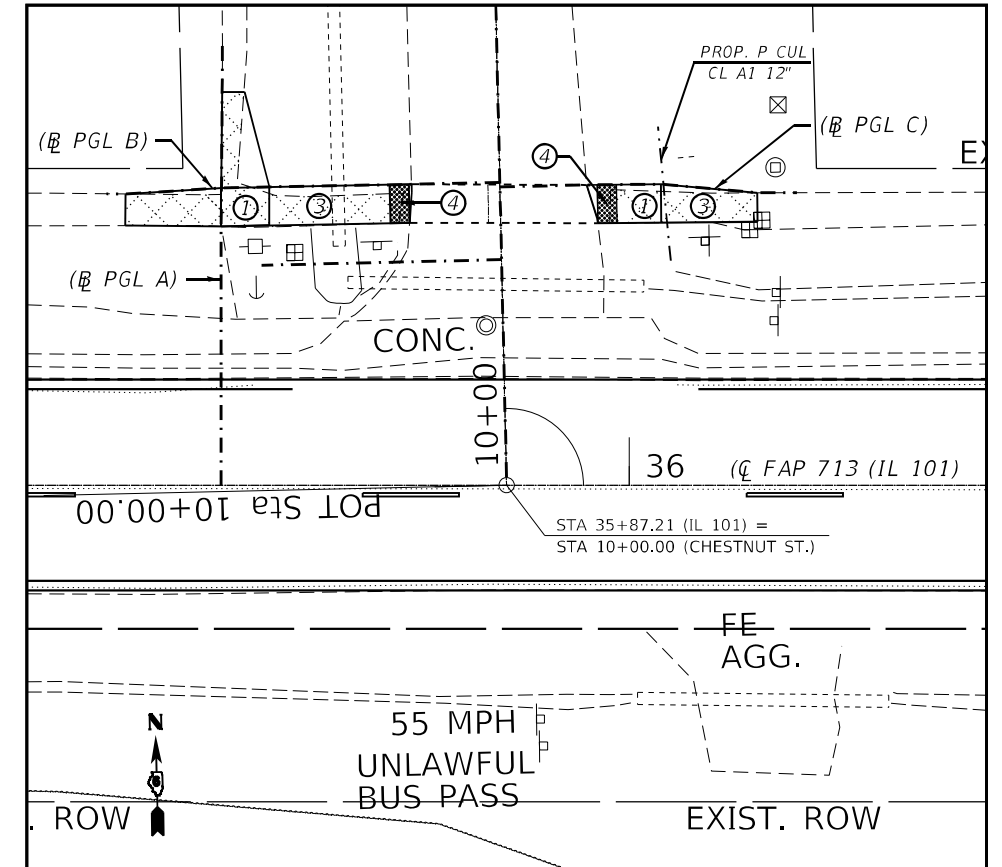 PROP. P CUL
CL A1 12"
(℄ PGL B)
(℄ PGL C)
④
EX
①
③
④
①
③
(℄ PGL A)
CONC.
10+00
36
(℄ FAP 713 (IL 101)
POT Sta 10+00.00
STA 35+87.21 (IL 101) =
STA 10+00.00 (CHESTNUT ST.)
FE
AGG.
N
55 MPH
UNLAWFUL
BUS PASS
. ROW
EXIST. ROW